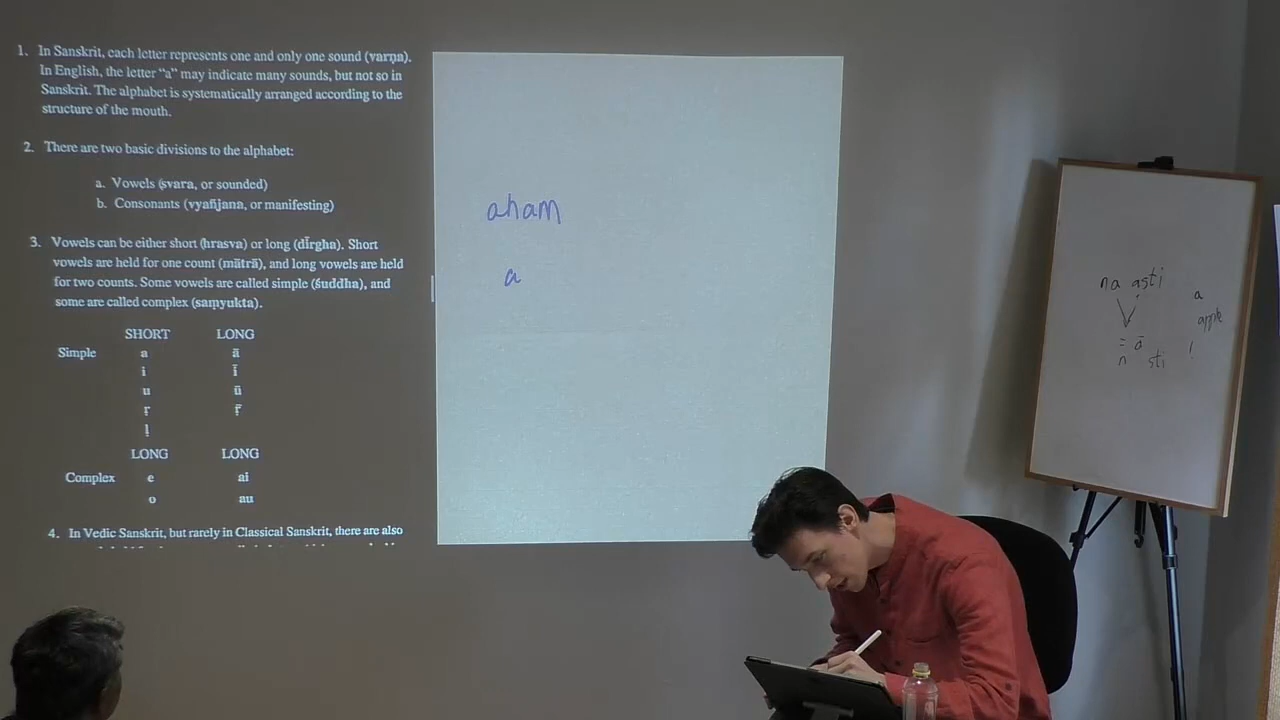 1. In Sanskrit, each letter represents one and only one sound (varṇa).
In English, the letter “a” may indicate many sounds, but not so in
Sanskrit. The alphabet is systematically arranged according to the
structure of the mouth.
2. There are two basic divisions to the alphabet:
a. Vowels (svara, or sounded)
b. Consonants (vyañjana, or manifesting)
3. Vowels can be either short (hrasva) or long (dīrgha). Short
vowels are held for one count (mātrā), and long vowels are held
for two counts. Some vowels are called simple (śuddha), and
some are called complex (saṃyukta).
SHORT LONG
Simple a ā
i ī
u ū
ṛ ṝ
ḷ
LONG LONG
Complex e ai
o au
4. In Vedic Sanskrit, but rarely in Classical Sanskrit, there are also
aham
a
na asti
a
apple
ā
n sti